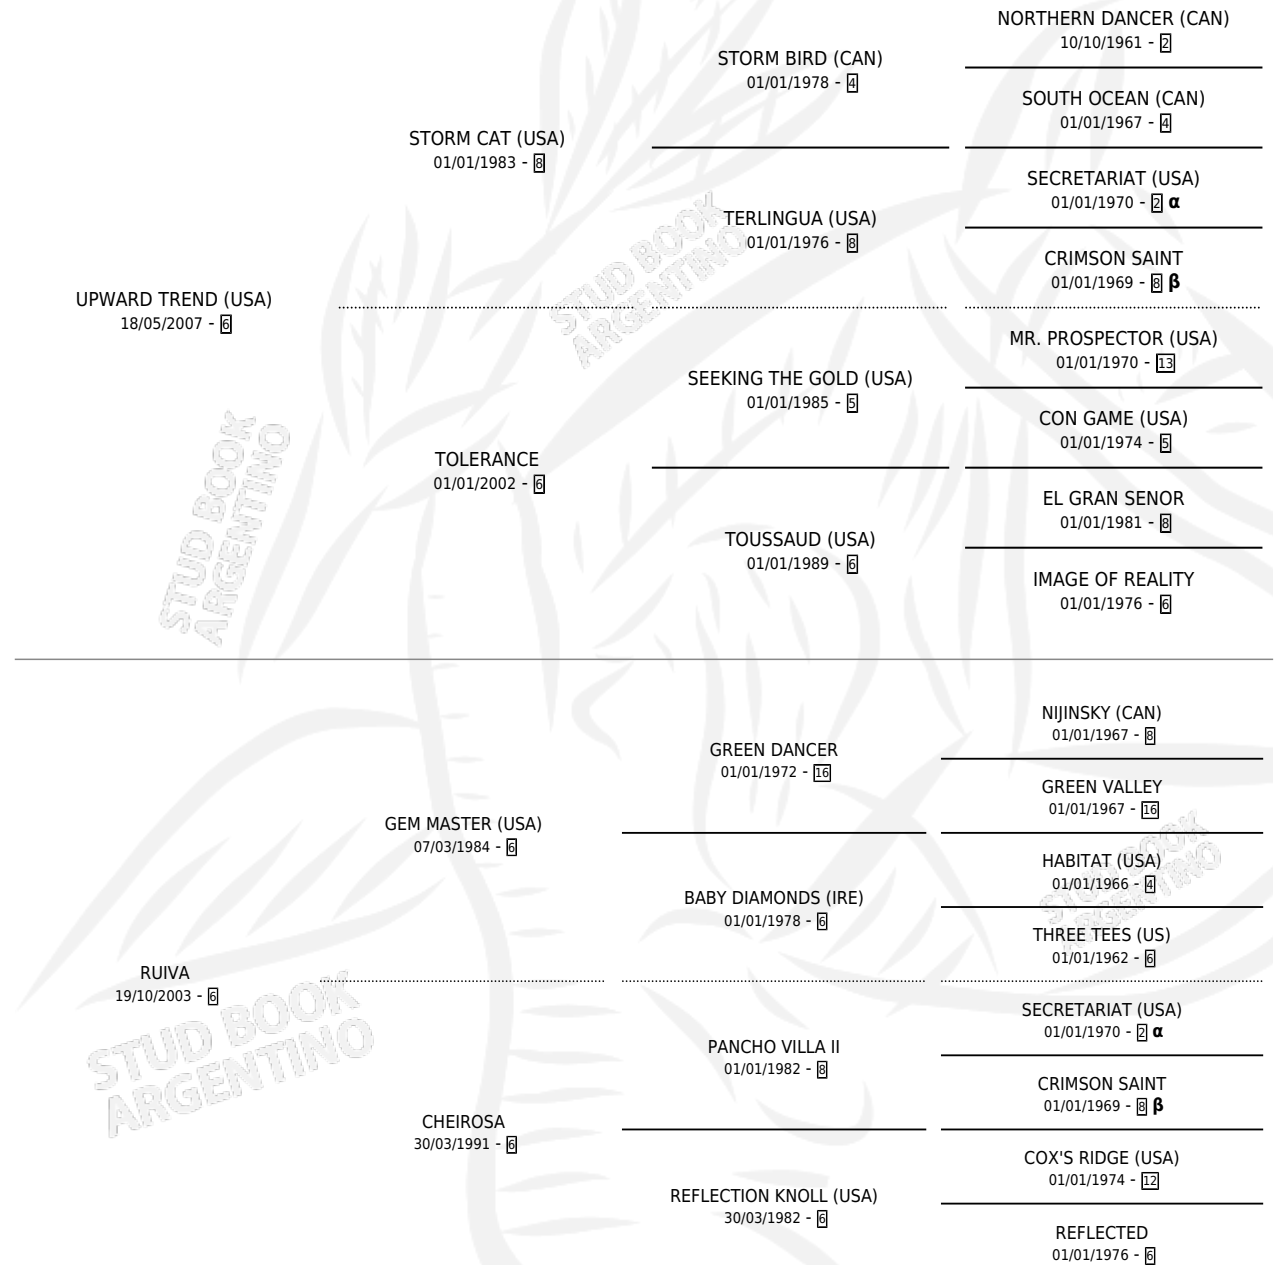 NORTHERN DANCER (CAN)
10/10/1961 - 2
STORM BIRD (CAN)
01/01/1978 - 4
SOUTH OCEAN (CAN)
01/01/1967 - 4
STORM CAT (USA)
01/01/1983 - 8
SECRETARIAT (USA)
01/01/1970 - 2 α
TERLINGUA (USA)
01/01/1976 - 8
CRIMSON SAINT
01/01/1969 - 8 β
UPWARD TREND (USA)
18/05/2007 - 6
MR. PROSPECTOR (USA)
01/01/1970 - 13
SEEKING THE GOLD (USA)
01/01/1985 - 5
CON GAME (USA)
01/01/1974 - 5
TOLERANCE
01/01/2002 - 6
EL GRAN SENOR
01/01/1981 - 8
TOUSSAUD (USA)
01/01/1989 - 6
IMAGE OF REALITY
01/01/1976 - 6
NIJINSKY (CAN)
01/01/1967 - 8
GREEN DANCER
01/01/1972 - 16
GREEN VALLEY
01/01/1967 - 16
GEM MASTER (USA)
07/03/1984 - 6
HABITAT (USA)
01/01/1966 - 4
BABY DIAMONDS (IRE)
01/01/1978 - 6
THREE TEES (US)
01/01/1962 - 6
RUIVA
19/10/2003 - 6
SECRETARIAT (USA)
01/01/1970 - 2 α
PANCHO VILLA II
01/01/1982 - 8
CRIMSON SAINT
01/01/1969 - 8 β
CHEIROSA
30/03/1991 - 6
COX'S RIDGE (USA)
01/01/1974 - 12
REFLECTION KNOLL (USA)
30/03/1982 - 6
REFLECTED
01/01/1976 - 6
STUD BOOK
ARGENTINO
STUD BOOK
ARGENTINO
STUD BOOK
ARGENTINO
STUD BOOK
ARGENTINO